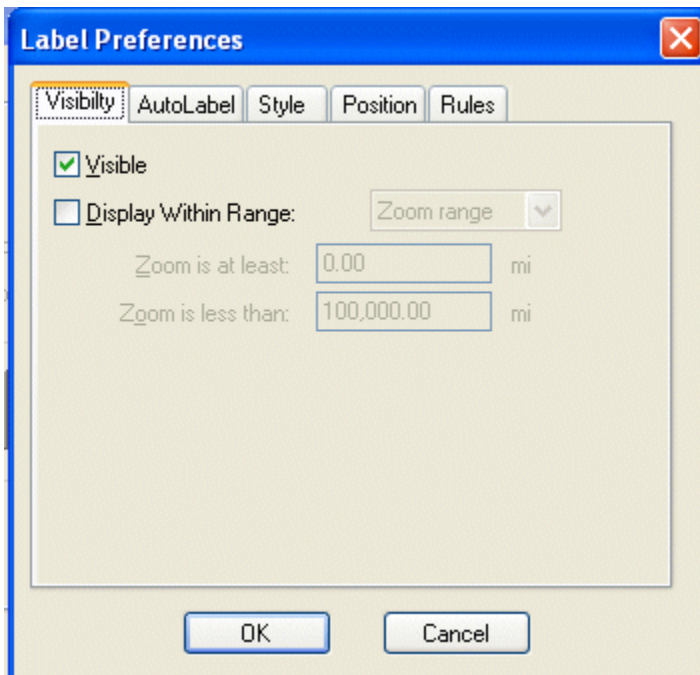 Label Preferences
Visibilty AutoLabel Style Position Rules
Visible
Display Within Range: Zoom range
Zoom is at least: 0.00 mi
Zoom is less than: 100,000.00 mi
OK Cancel